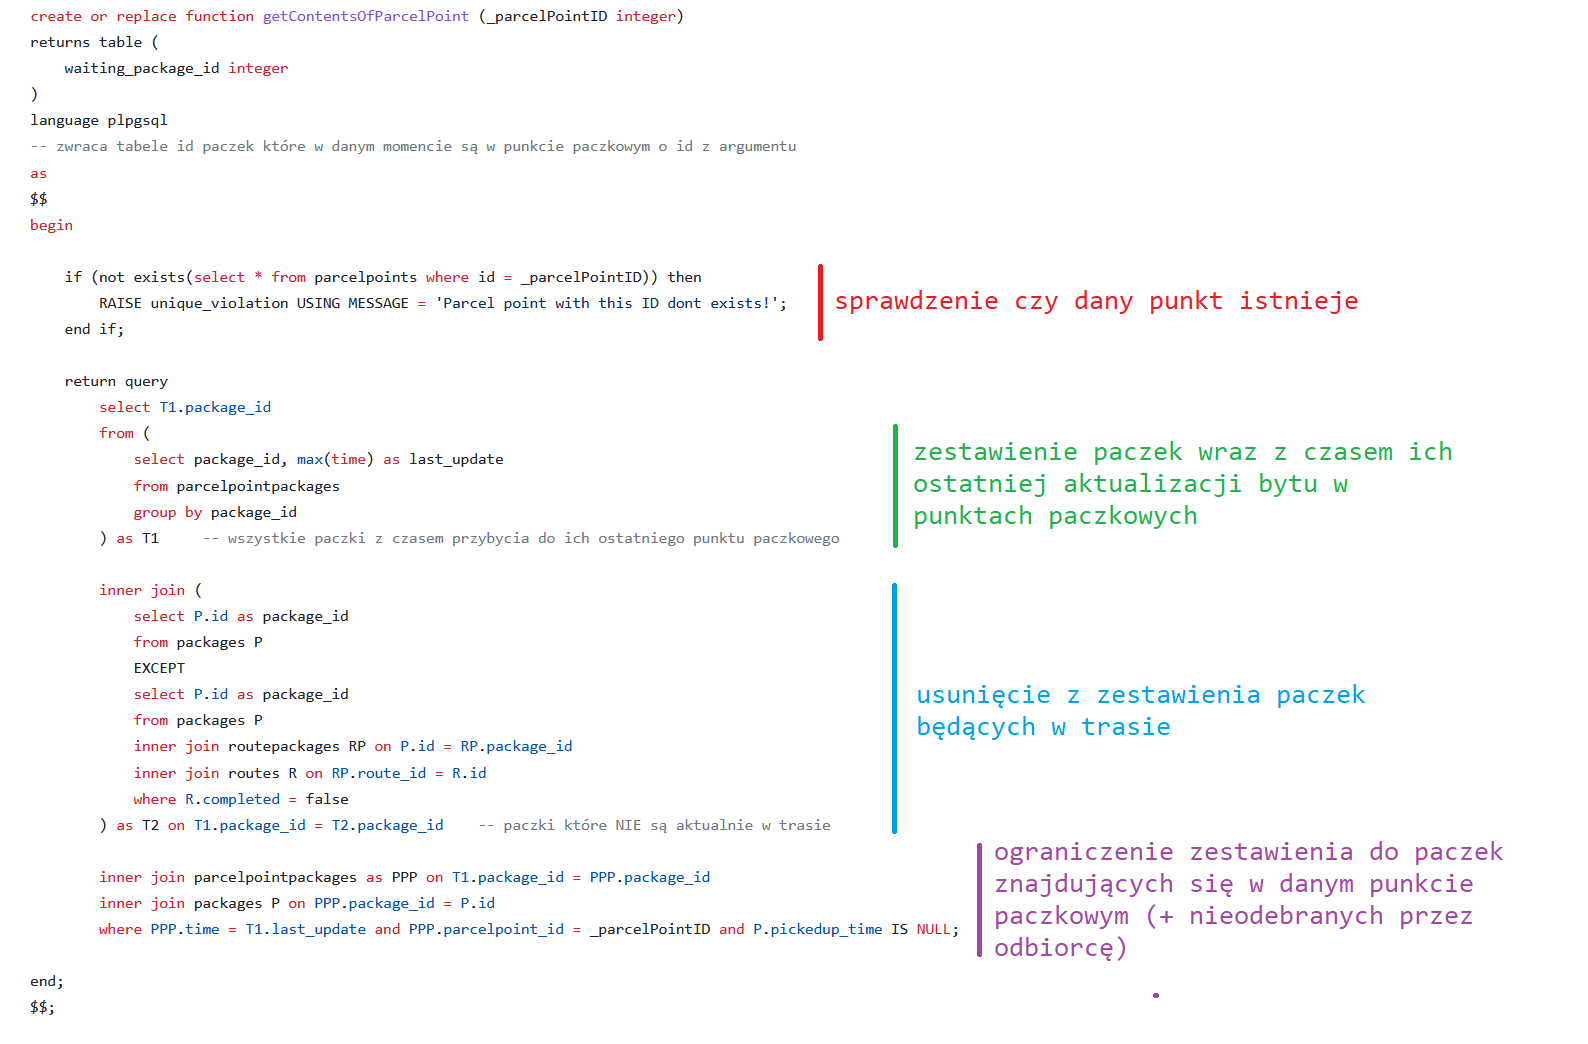 create or replace function getContentsOfParcelPoint (_parcelPointID integer)
returns table (
    waiting_package_id integer
)
language plpgsql
-- zwraca tabele id paczek które w danym momencie są w punkcie paczkowym o id z argumentu
as
$$
begin

    if (not exists(select * from parcelpoints where id = _parcelPointID)) then
        RAISE unique_violation USING MESSAGE = 'Parcel point with this ID dont exists!';
    end if;
sprawdzenie czy dany punkt istnieje

    return query
        select T1.package_id
        from (
            select package_id, max(time) as last_update
            from parcelpointpackages
            group by package_id
        ) as T1     -- wszystkie paczki z czasem przybycia do ich ostatniego punktu paczkowego
zestawienie paczek wraz z czasem ich
ostatniej aktualizacji bytu w
punktach paczkowych

        inner join (
            select P.id as package_id
            from packages P
            EXCEPT
            select P.id as package_id
            from packages P
            inner join routepackages RP on P.id = RP.package_id
            inner join routes R on RP.route_id = R.id
            where R.completed = false
        ) as T2 on T1.package_id = T2.package_id    -- paczki które NIE są aktualnie w trasie
usunięcie z zestawienia paczek
będących w trasie

        inner join parcelpointpackages as PPP on T1.package_id = PPP.package_id
        inner join packages P on PPP.package_id = P.id
        where PPP.time = T1.last_update and PPP.parcelpoint_id = _parcelPointID and P.pickedup_time IS NULL;
ograniczenie zestawienia do paczek
znajdujących się w danym punkcie
paczkowym (+ nieodebranych przez
odbiorcę)

end;
$$;